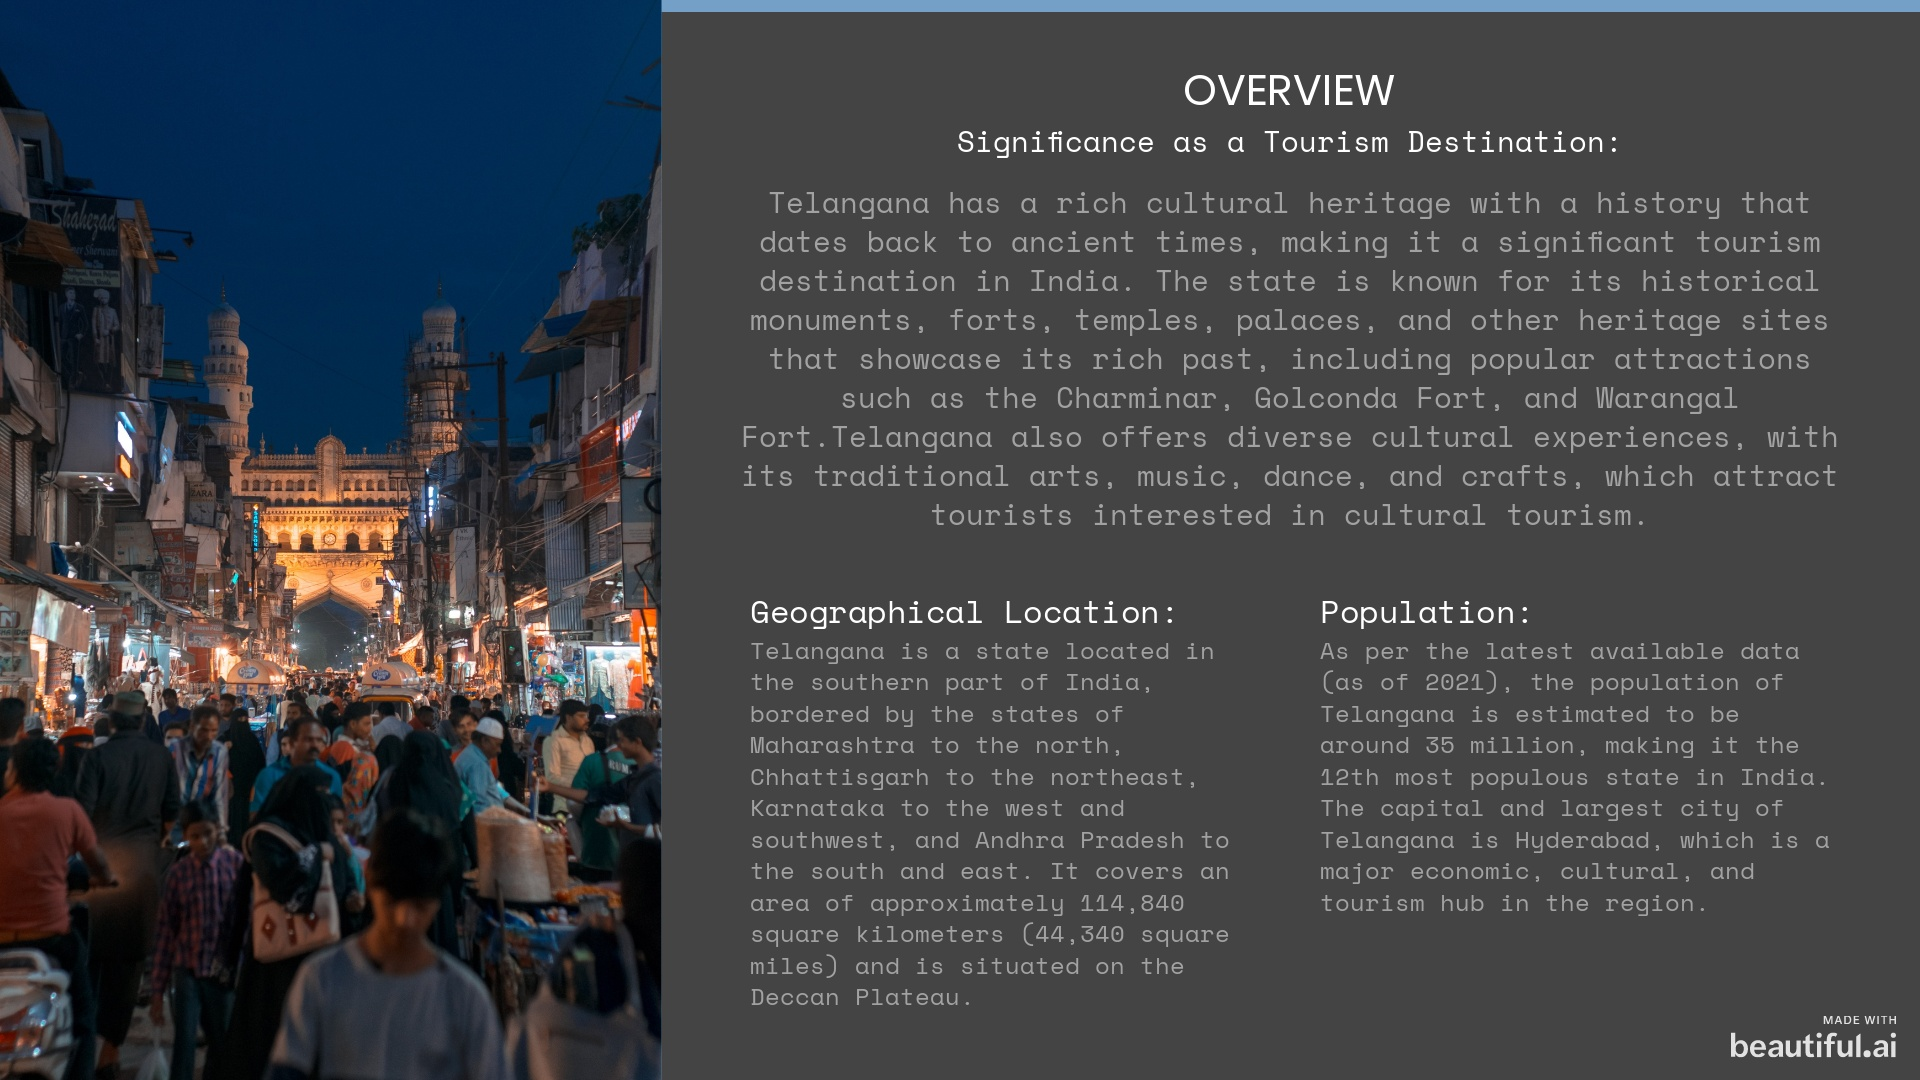 OVERVIEW
Significance as a Tourism Destination:
Telangana has a rich cultural heritage with a history that
dates back to ancient times, making it a significant tourism
destination in India. The state is known for its historical
monuments, forts, temples, palaces, and other heritage sites
that showcase its rich past, including popular attractions
such as the Charminar, Golconda Fort, and Warangal
Fort.Telangana also offers diverse cultural experiences, with
its traditional arts, music, dance, and crafts, which attract
tourists interested in cultural tourism.
Geographical Location:
Telangana is a state located in
the southern part of India,
bordered by the states of
Maharashtra to the north,
Chhattisgarh to the northeast,
Karnataka to the west and
southwest, and Andhra Pradesh to
the south and east. It covers an
area of approximately 114,840
square kilometers (44,340 square
miles) and is situated on the
Deccan Plateau.
Population:
As per the latest available data
(as of 2021), the population of
Telangana is estimated to be
around 35 million, making it the
12th most populous state in India.
The capital and largest city of
Telangana is Hyderabad, which is a
major economic, cultural, and
tourism hub in the region.
MADE WITH
beautiful.ai
Shaherzad
Sherwani
ZARA